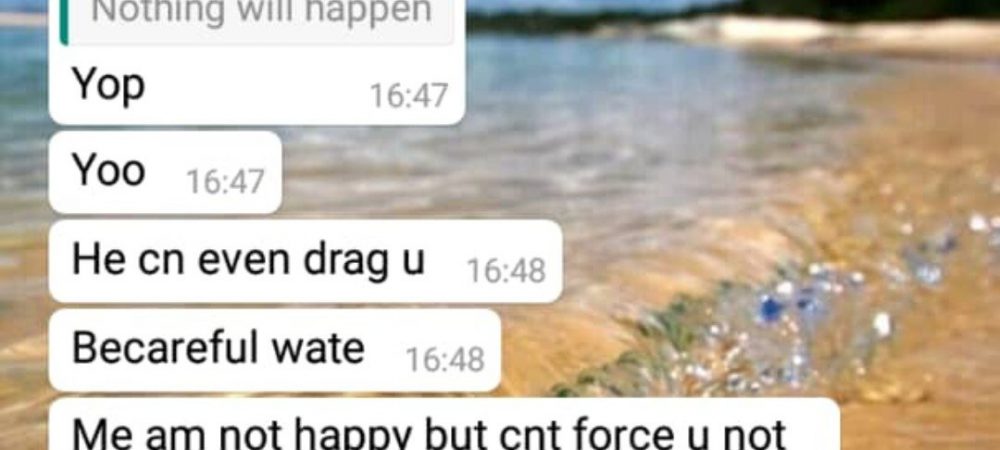 Nothing will happen
Yop 16:47
Yoo 16:47
He cn even drag u 16:48
Becareful wate 16:48
Me am not happy but cnt force u not